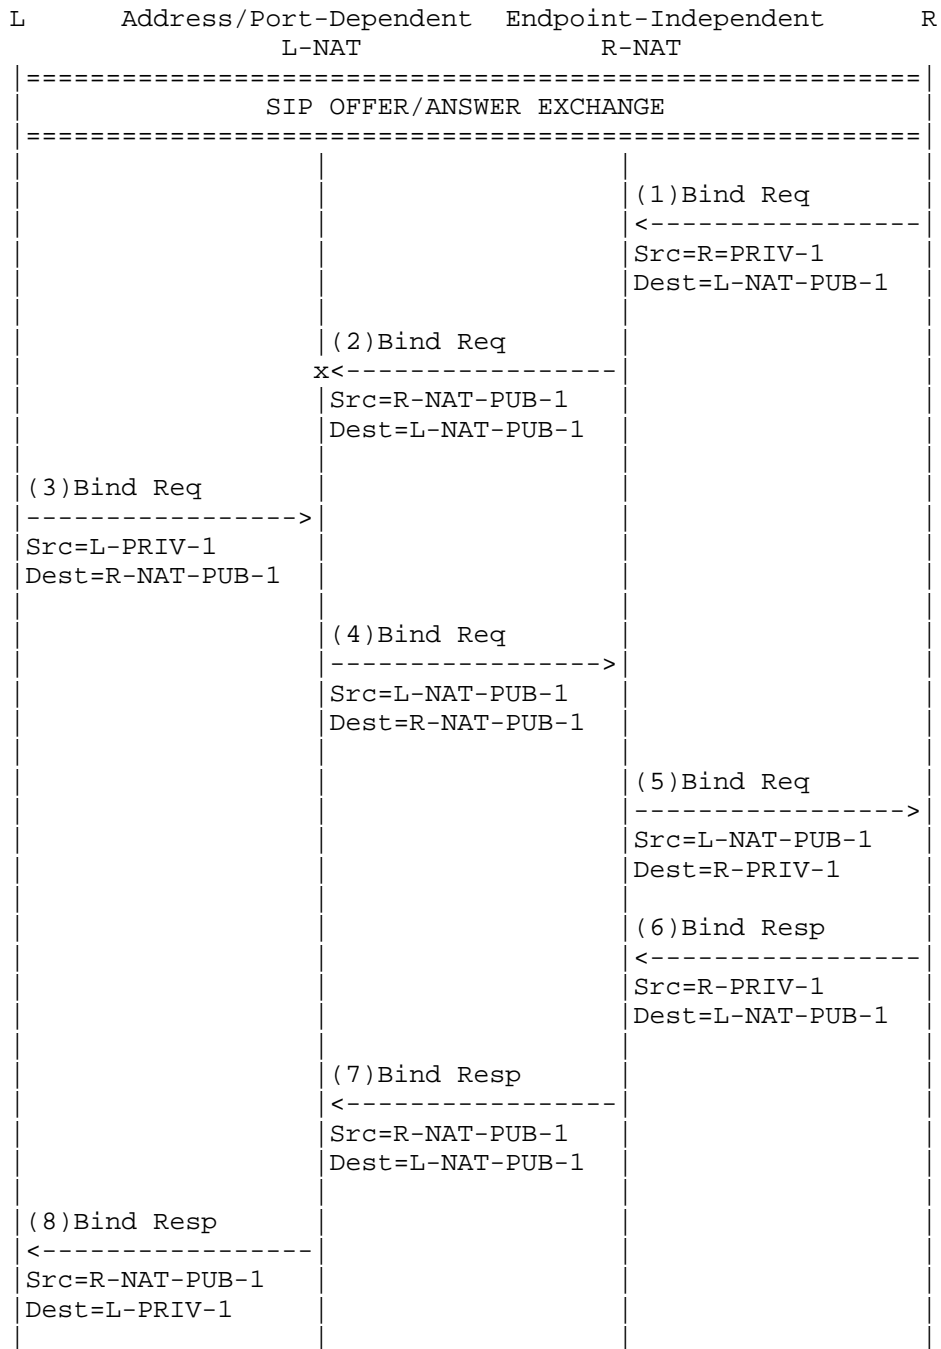 L      Address/Port-Dependent  Endpoint-Independent      R
L-NAT               R-NAT
|========================================================|
SIP OFFER/ANSWER EXCHANGE
|========================================================|
(1)Bind Req
<-----------------
Src=R=PRIV-1
Dest=L-NAT-PUB-1
(2)Bind Req
x<-----------------
Src=R-NAT-PUB-1
Dest=L-NAT-PUB-1
(3)Bind Req
----------------->
Src=L-PRIV-1
Dest=R-NAT-PUB-1
(4)Bind Req
----------------->
Src=L-NAT-PUB-1
Dest=R-NAT-PUB-1
(5)Bind Req
----------------->
Src=L-NAT-PUB-1
Dest=R-PRIV-1
(6)Bind Resp
<-----------------
Src=R-PRIV-1
Dest=L-NAT-PUB-1
(7)Bind Resp
<-----------------
Src=R-NAT-PUB-1
Dest=L-NAT-PUB-1
(8)Bind Resp
<-----------------
Src=R-NAT-PUB-1
Dest=L-PRIV-1